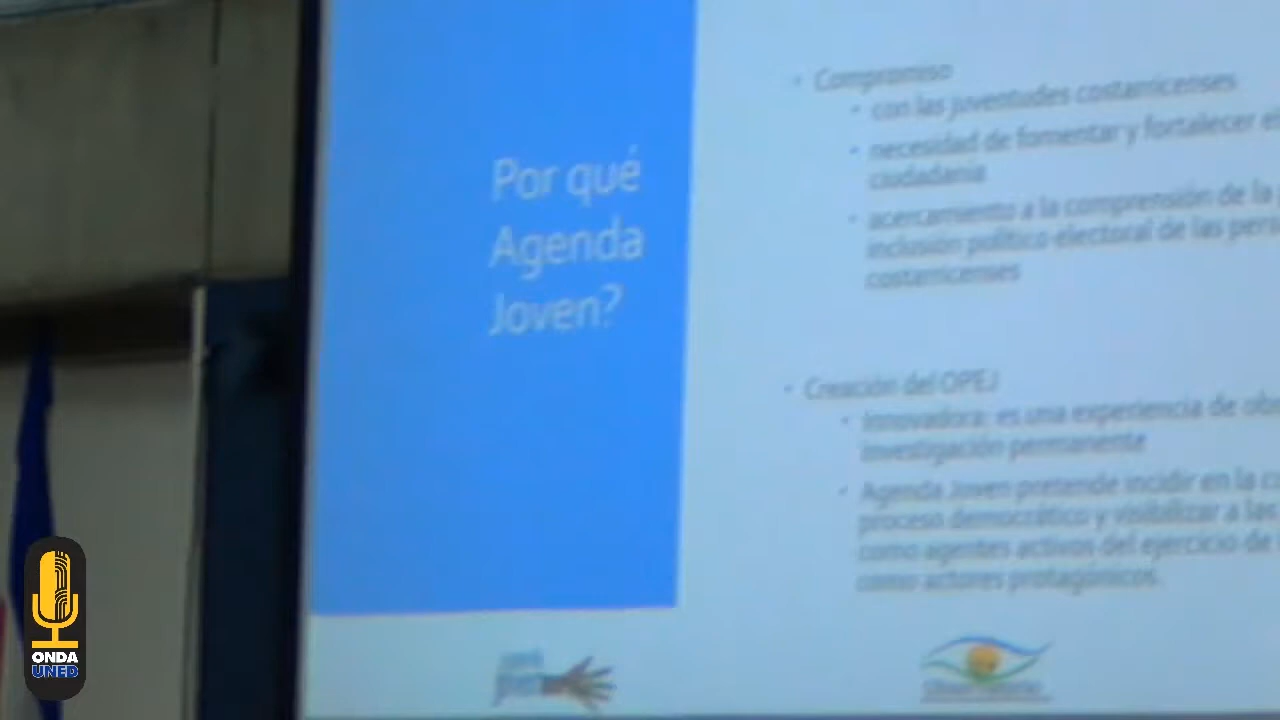 Por qué
Agenda
Joven?
Compromiso
con las juventudes costarricenses
necesidad de fomentar y fortalecer
ciudadanía
acercamiento a la comprensión de la
inclusión político electoral de las
costarricenses
Creación del OPEJ
Innovadora: es una experiencia de
investigación permanente
Agenda Joven pretende incidir en la
proceso democrático y visibilizar a las
como agentes activos del ejercicio de
como actores protagónicos.
ONDA
UNED